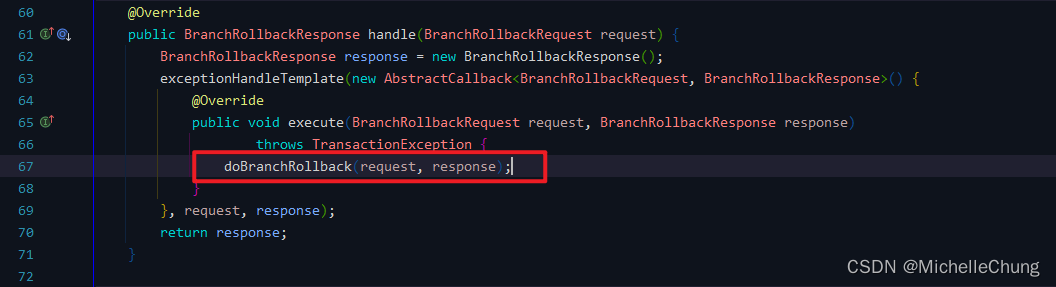 60 @Override
61 public BranchRollbackResponse handle(BranchRollbackRequest request) {
62 BranchRollbackResponse response = new BranchRollbackResponse();
63 exceptionHandleTemplate(new AbstractCallback<BranchRollbackRequest, BranchRollbackResponse>() {
64 @Override
65 public void execute(BranchRollbackRequest request, BranchRollbackResponse response)
66 throws TransactionException {
67 doBranchRollback(request, response);
68 }
69 }, request, response);
70 return response;
71 }
72
CSDN @MichelleChung